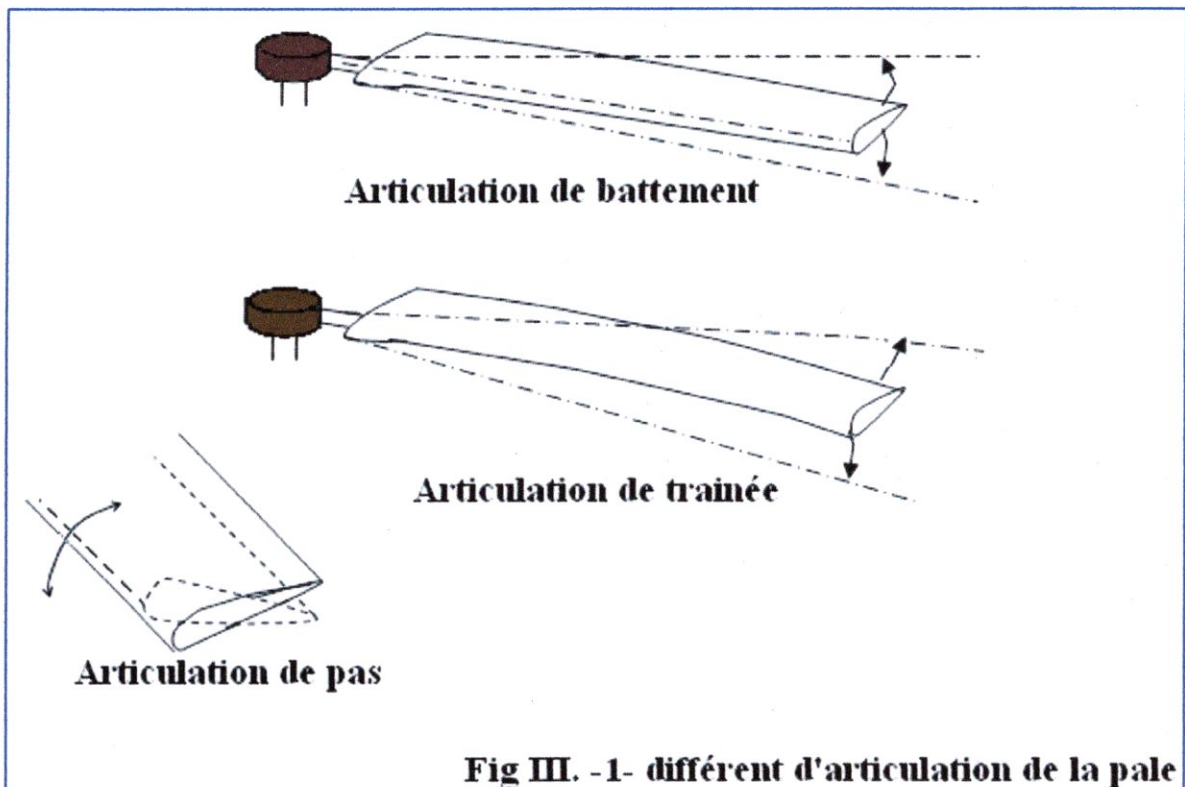 Articulation de battement
Articulation de trainée
Articulation de pas
Fig III. -1- différent d'articulation de la pale